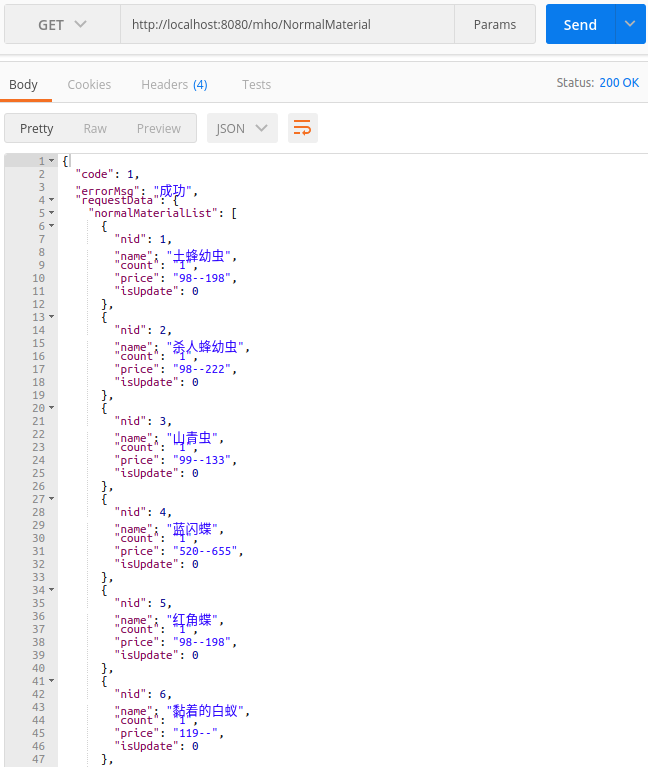 GET http://localhost:8080/mho/NormalMaterial Params Send
Body Cookies Headers (4) Tests Status: 200 OK
Pretty Raw Preview JSON
1 {
2 "code": 1,
3 "errorMsg": "成功",
4 "requestData": {
5 "normalMaterialList": [
6 {
7 "nid": 1,
8 "name": "土蜂幼虫",
9 "count": "1",
10 "price": "98--198",
11 "isUpdate": 0
12 },
13 {
14 "nid": 2,
15 "name": "杀人蜂幼虫",
16 "count": "1",
17 "price": "98--222",
18 "isUpdate": 0
19 },
20 {
21 "nid": 3,
22 "name": "山青虫",
23 "count": "1",
24 "price": "99--133",
25 "isUpdate": 0
26 },
27 {
28 "nid": 4,
29 "name": "蓝闪蝶",
30 "count": "1",
31 "price": "520--655",
32 "isUpdate": 0
33 },
34 {
35 "nid": 5,
36 "name": "红角蝶",
37 "count": "1",
38 "price": "98--198",
39 "isUpdate": 0
40 },
41 {
42 "nid": 6,
43 "name": "黏着的白蚁",
44 "count": "1",
45 "price": "119--",
46 "isUpdate": 0
47 },